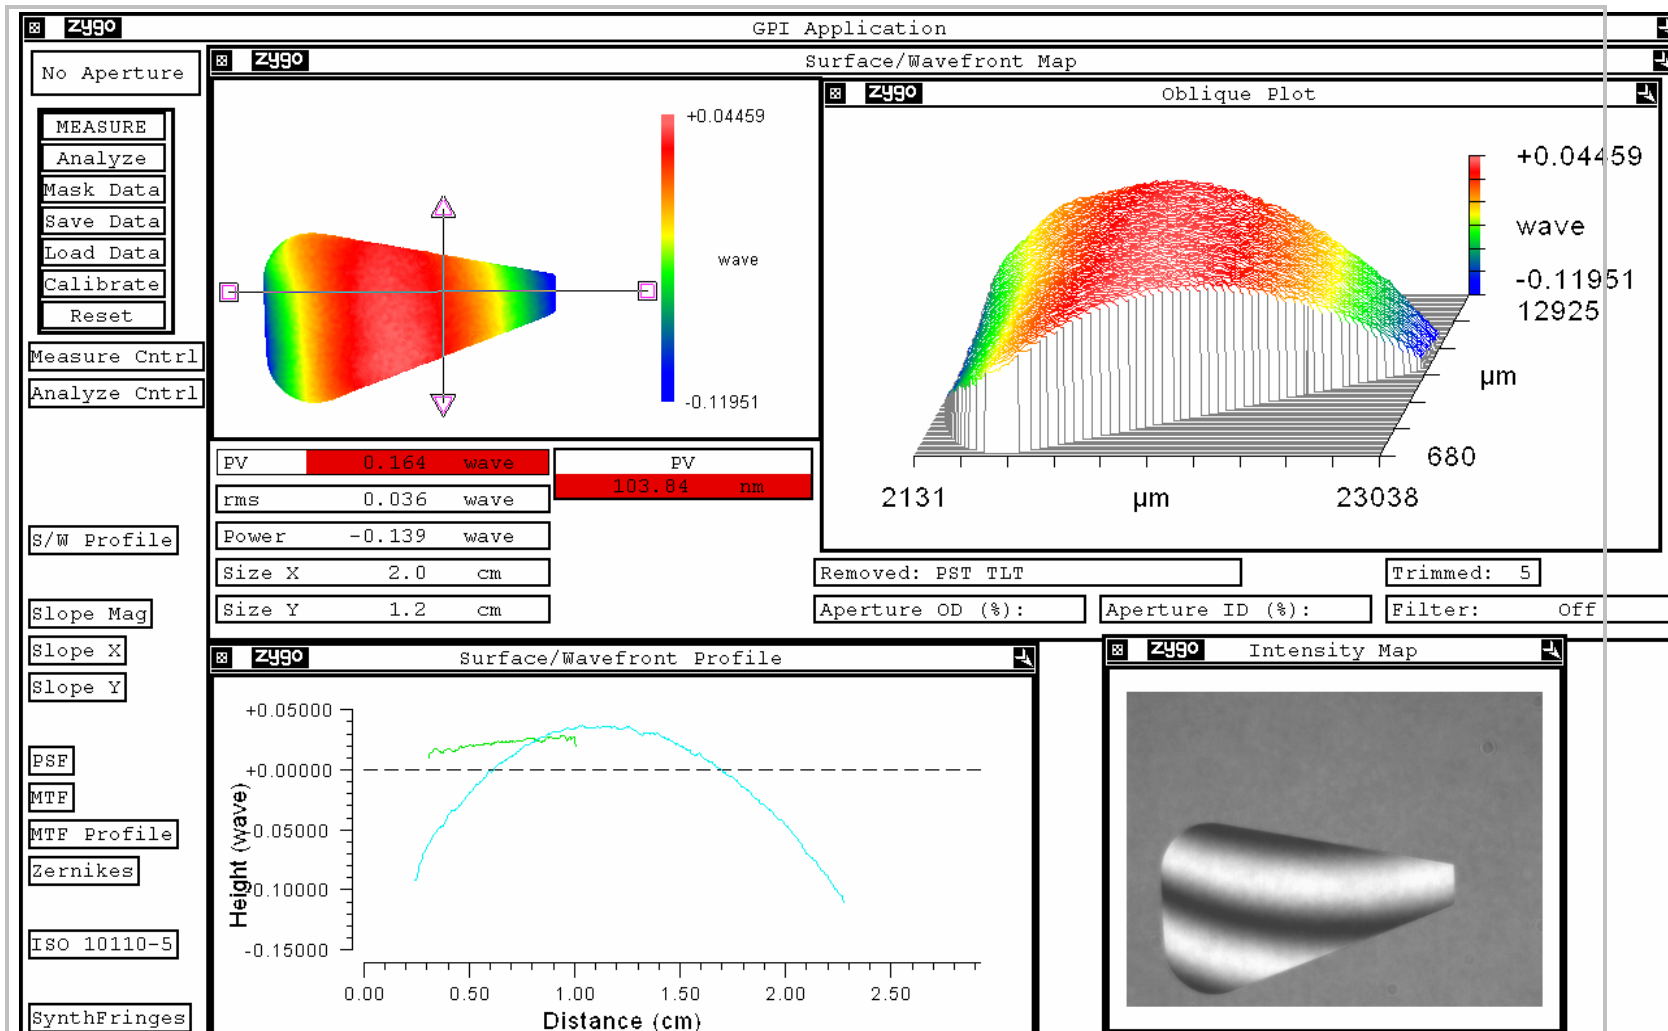 zygo GPI Application
No Aperture
MEASURE
Analyze
Mask Data
Save Data
Load Data
Calibrate
Reset
Measure Cntrl
Analyze Cntrl
S/W Profile
Slope Mag
Slope X
Slope Y
PSF
MTF
MTF Profile
Zernikes
ISO 10110-5
SynthFringes
zygo Surface/Wavefront Map
+0.04459
wave
-0.11951
zygo Oblique Plot
+0.04459
wave
-0.11951
12925
µm
680
2131 µm 23038
PV 0.164 wave
rms 0.036 wave
Power -0.139 wave
Size X 2.0 cm
Size Y 1.2 cm
PV
103.84 nm
Removed: PST TLT
Trimmed: 5
Aperture OD (%):
Aperture ID (%):
Filter: Off
zygo Surface/Wavefront Profile
+0.05000
+0.00000
-0.05000
-0.10000
-0.15000
Height (wave)
0.00 0.50 1.00 1.50 2.00 2.50
Distance (cm)
zygo Intensity Map